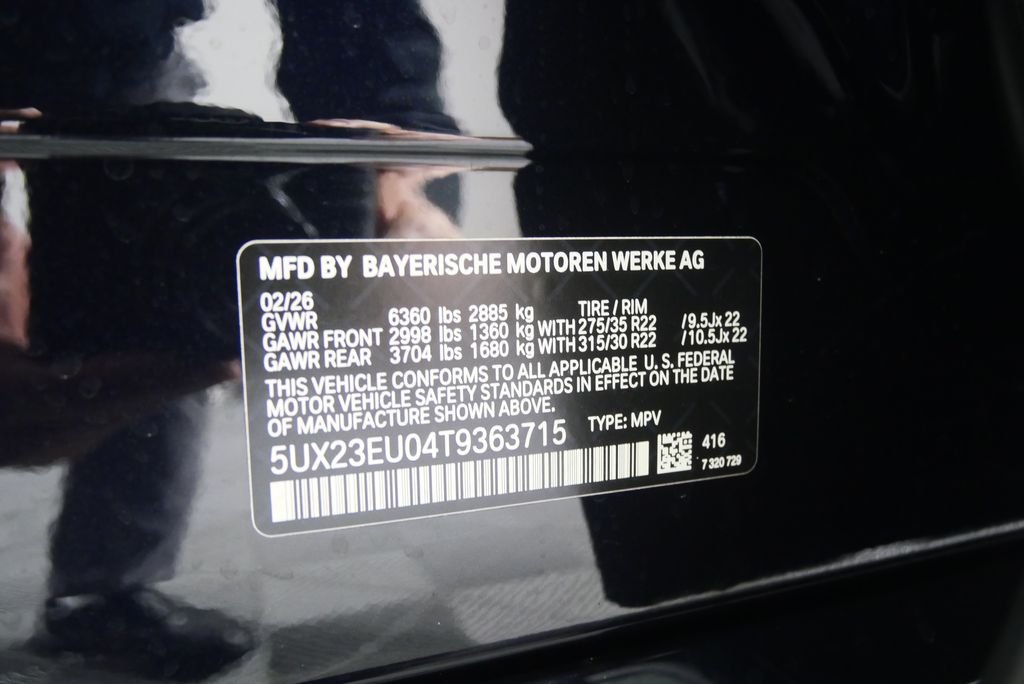 MFD BY BAYERISCHE MOTOREN WERKE AG
02/26 TIRE / RIM
GVWR 6360 lbs 2885 kg
GAWR FRONT 2998 lbs 1360 kg WITH 275/35 R22 /9.5Jx22
GAWR REAR 3704 lbs 1680 kg WITH 315/30 R22 /10.5Jx22
THIS VEHICLE CONFORMS TO ALL APPLICABLE U. S. FEDERAL
MOTOR VEHICLE SAFETY STANDARDS IN EFFECT ON THE DATE
OF MANUFACTURE SHOWN ABOVE.
TYPE: MPV
5UX23EU04T9363715
416
7 320 729